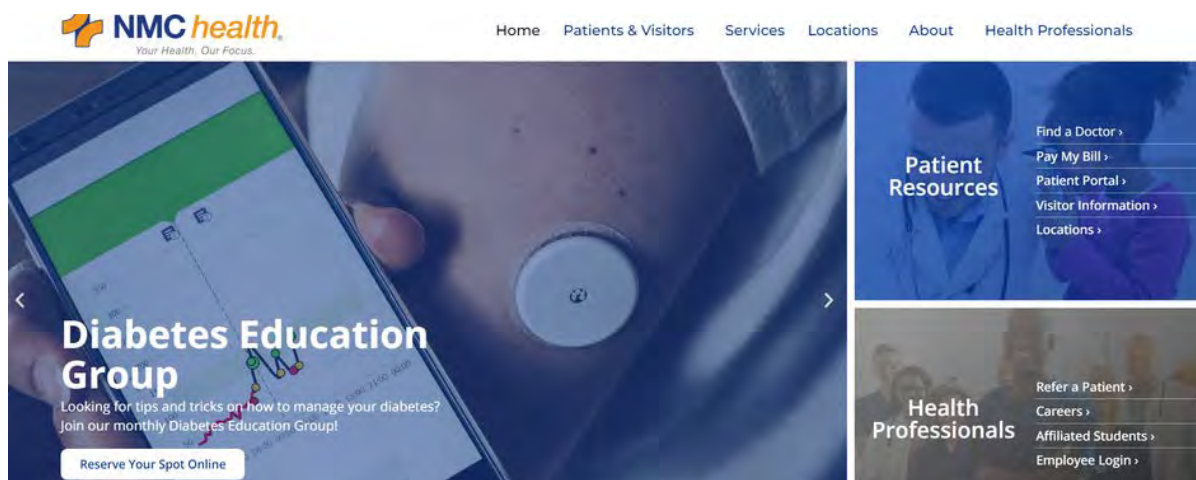 NMC health®
Your Health, Our Focus.
Home Patients & Visitors Services Locations About Health Professionals
Diabetes Education
Group
Looking for tips and tricks on how to manage your diabetes?
Join our monthly Diabetes Education Group!
Reserve Your Spot Online
Patient
Resources
Find a Doctor ›
Pay My Bill ›
Patient Portal ›
Visitor Information ›
Locations ›
Health
Professionals
Refer a Patient ›
Careers ›
Affiliated Students ›
Employee Login ›